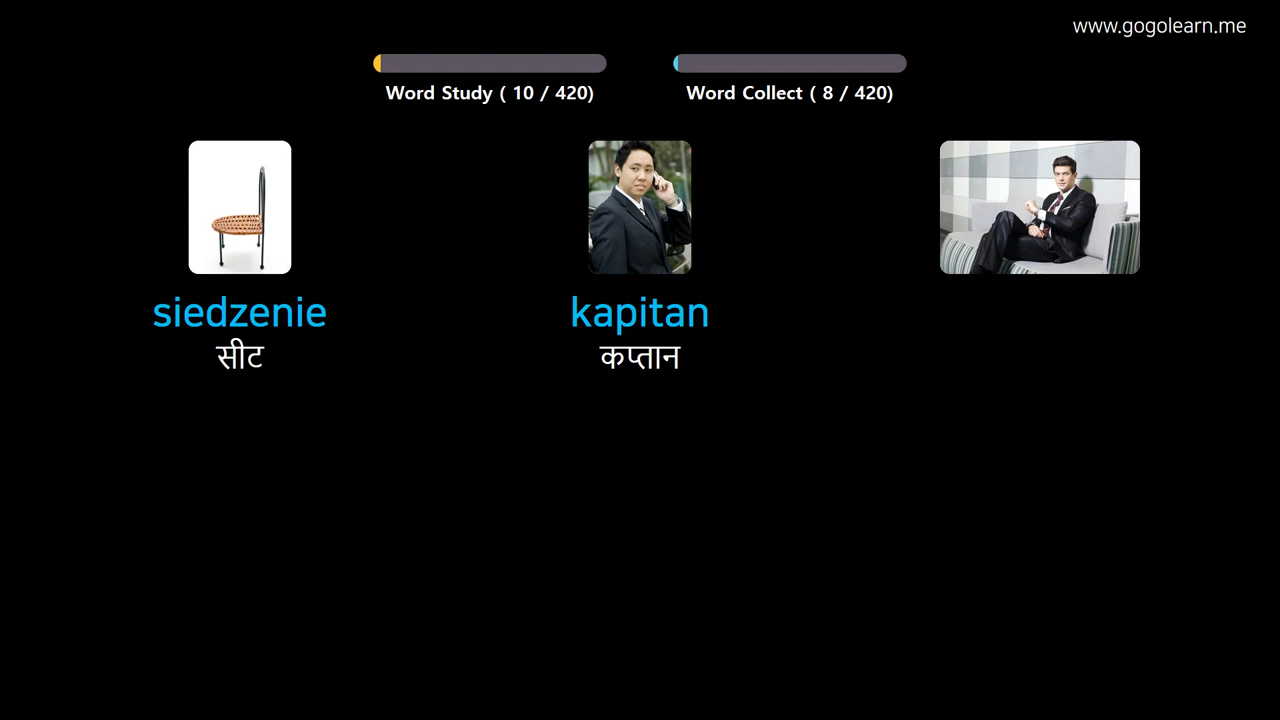 www.gogolearn.me
Word Study ( 10 / 420)
Word Collect ( 8 / 420)
siedzenie
सीट
kapitan
कप्तान